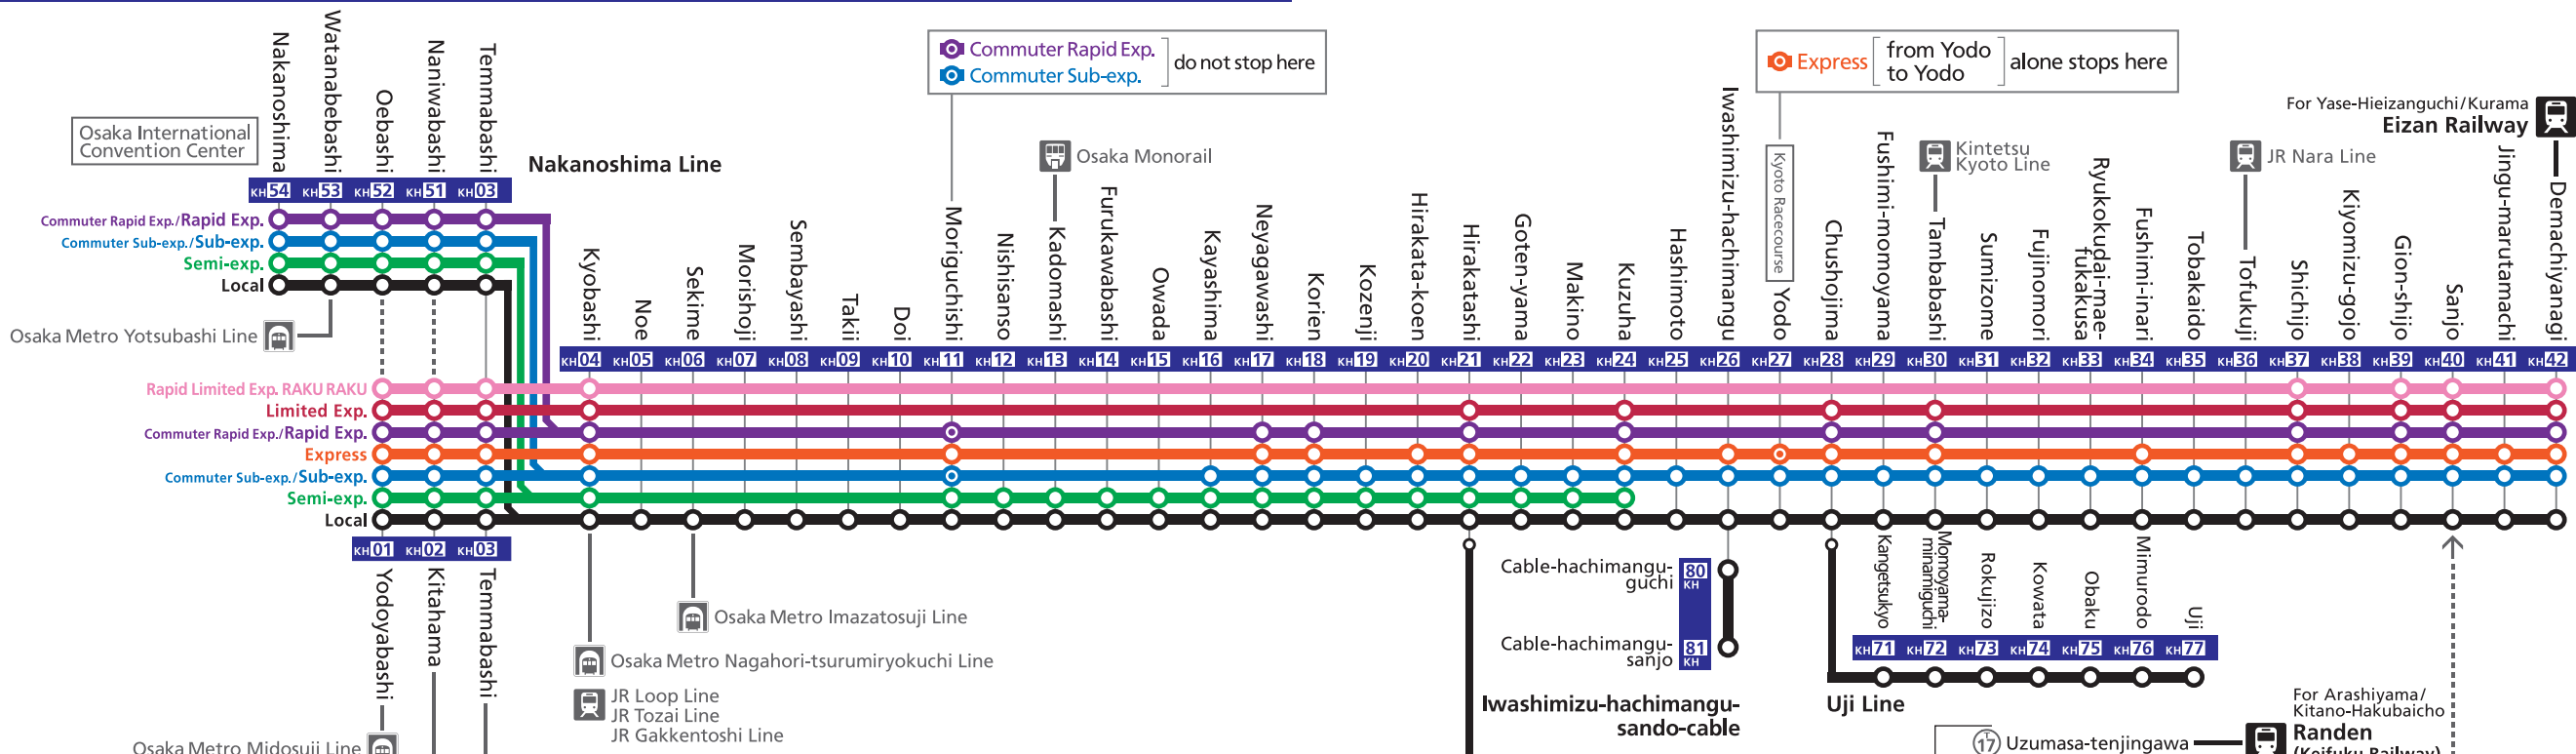 Nakanoshima
Watanabebashi
Oebashi
Naniwabashi
Temmabashi
Osaka International
Convention Center
Nakanoshima Line
KH54 KH53 KH52 KH51 KH03
Commuter Rapid Exp./Rapid Exp.
Commuter Sub-exp./Sub-exp.
Semi-exp.
Local
Osaka Metro Yotsubashi Line
Commuter Rapid Exp.
Commuter Sub-exp.
do not stop here
Express
from Yodo
to Yodo
alone stops here
Osaka Monorail
Kyoto Racecourse
Kintetsu
Kyoto Line
JR Nara Line
For Yase-Hieizanguchi/Kurama
Eizan Railway
Kyobashi
Noe
Sekime
Morishoji
Sembayashi
Takii
Doi
Moriguchishi
Nishisanso
Kadomashi
Furukawabashi
Owada
Kayashima
Neyagawashi
Korien
Kozenji
Hirakata-koen
Hirakatashi
Goten-yama
Makino
Kuzuha
Hashimoto
Iwashimizu-hachimangu
Yodo
Chushojima
Fushimi-momoyama
Tambabashi
Sumizome
Fujinomori
Ryukokudai-mae-
fukakusa
Fushimi-inari
Tobakaido
Tofukuji
Shichijo
Kiyomizu-gojo
Gion-shijo
Sanjo
Jingu-marutamachi
Demachiyanagi
KH04 KH05 KH06 KH07 KH08 KH09 KH10 KH11 KH12 KH13 KH14 KH15 KH16 KH17 KH18 KH19 KH20 KH21 KH22 KH23 KH24 KH25 KH26 KH27 KH28 KH29 KH30 KH31 KH32 KH33 KH34 KH35 KH36 KH37 KH38 KH39 KH40 KH41 KH42
Rapid Limited Exp. RAKU RAKU
Limited Exp.
Commuter Rapid Exp./Rapid Exp.
Express
Commuter Sub-exp./Sub-exp.
Semi-exp.
Local
KH01 KH02 KH03
Yodoyabashi
Kitahama
Temmabashi
Osaka Metro Midosuji Line
Osaka Metro Imazatosuji Line
Osaka Metro Nagahori-tsurumiryokuchi Line
JR Loop Line
JR Tozai Line
JR Gakkentoshi Line
Cable-hachimangu-
guchi
80
KH
Cable-hachimangu-
sanjo
81
KH
Iwashimizu-hachimangu-
sando-cable
Kangetsukyo
Momoyama-
minamiguchi
Rokujizo
Kowata
Obaku
Mimurodo
Uji
KH71 KH72 KH73 KH74 KH75 KH76 KH77
Uji Line
For Arashiyama/
Kitano-Hakubaicho
Randen
(Keifuku Railway)
T
17
Uzumasa-tenjingawa